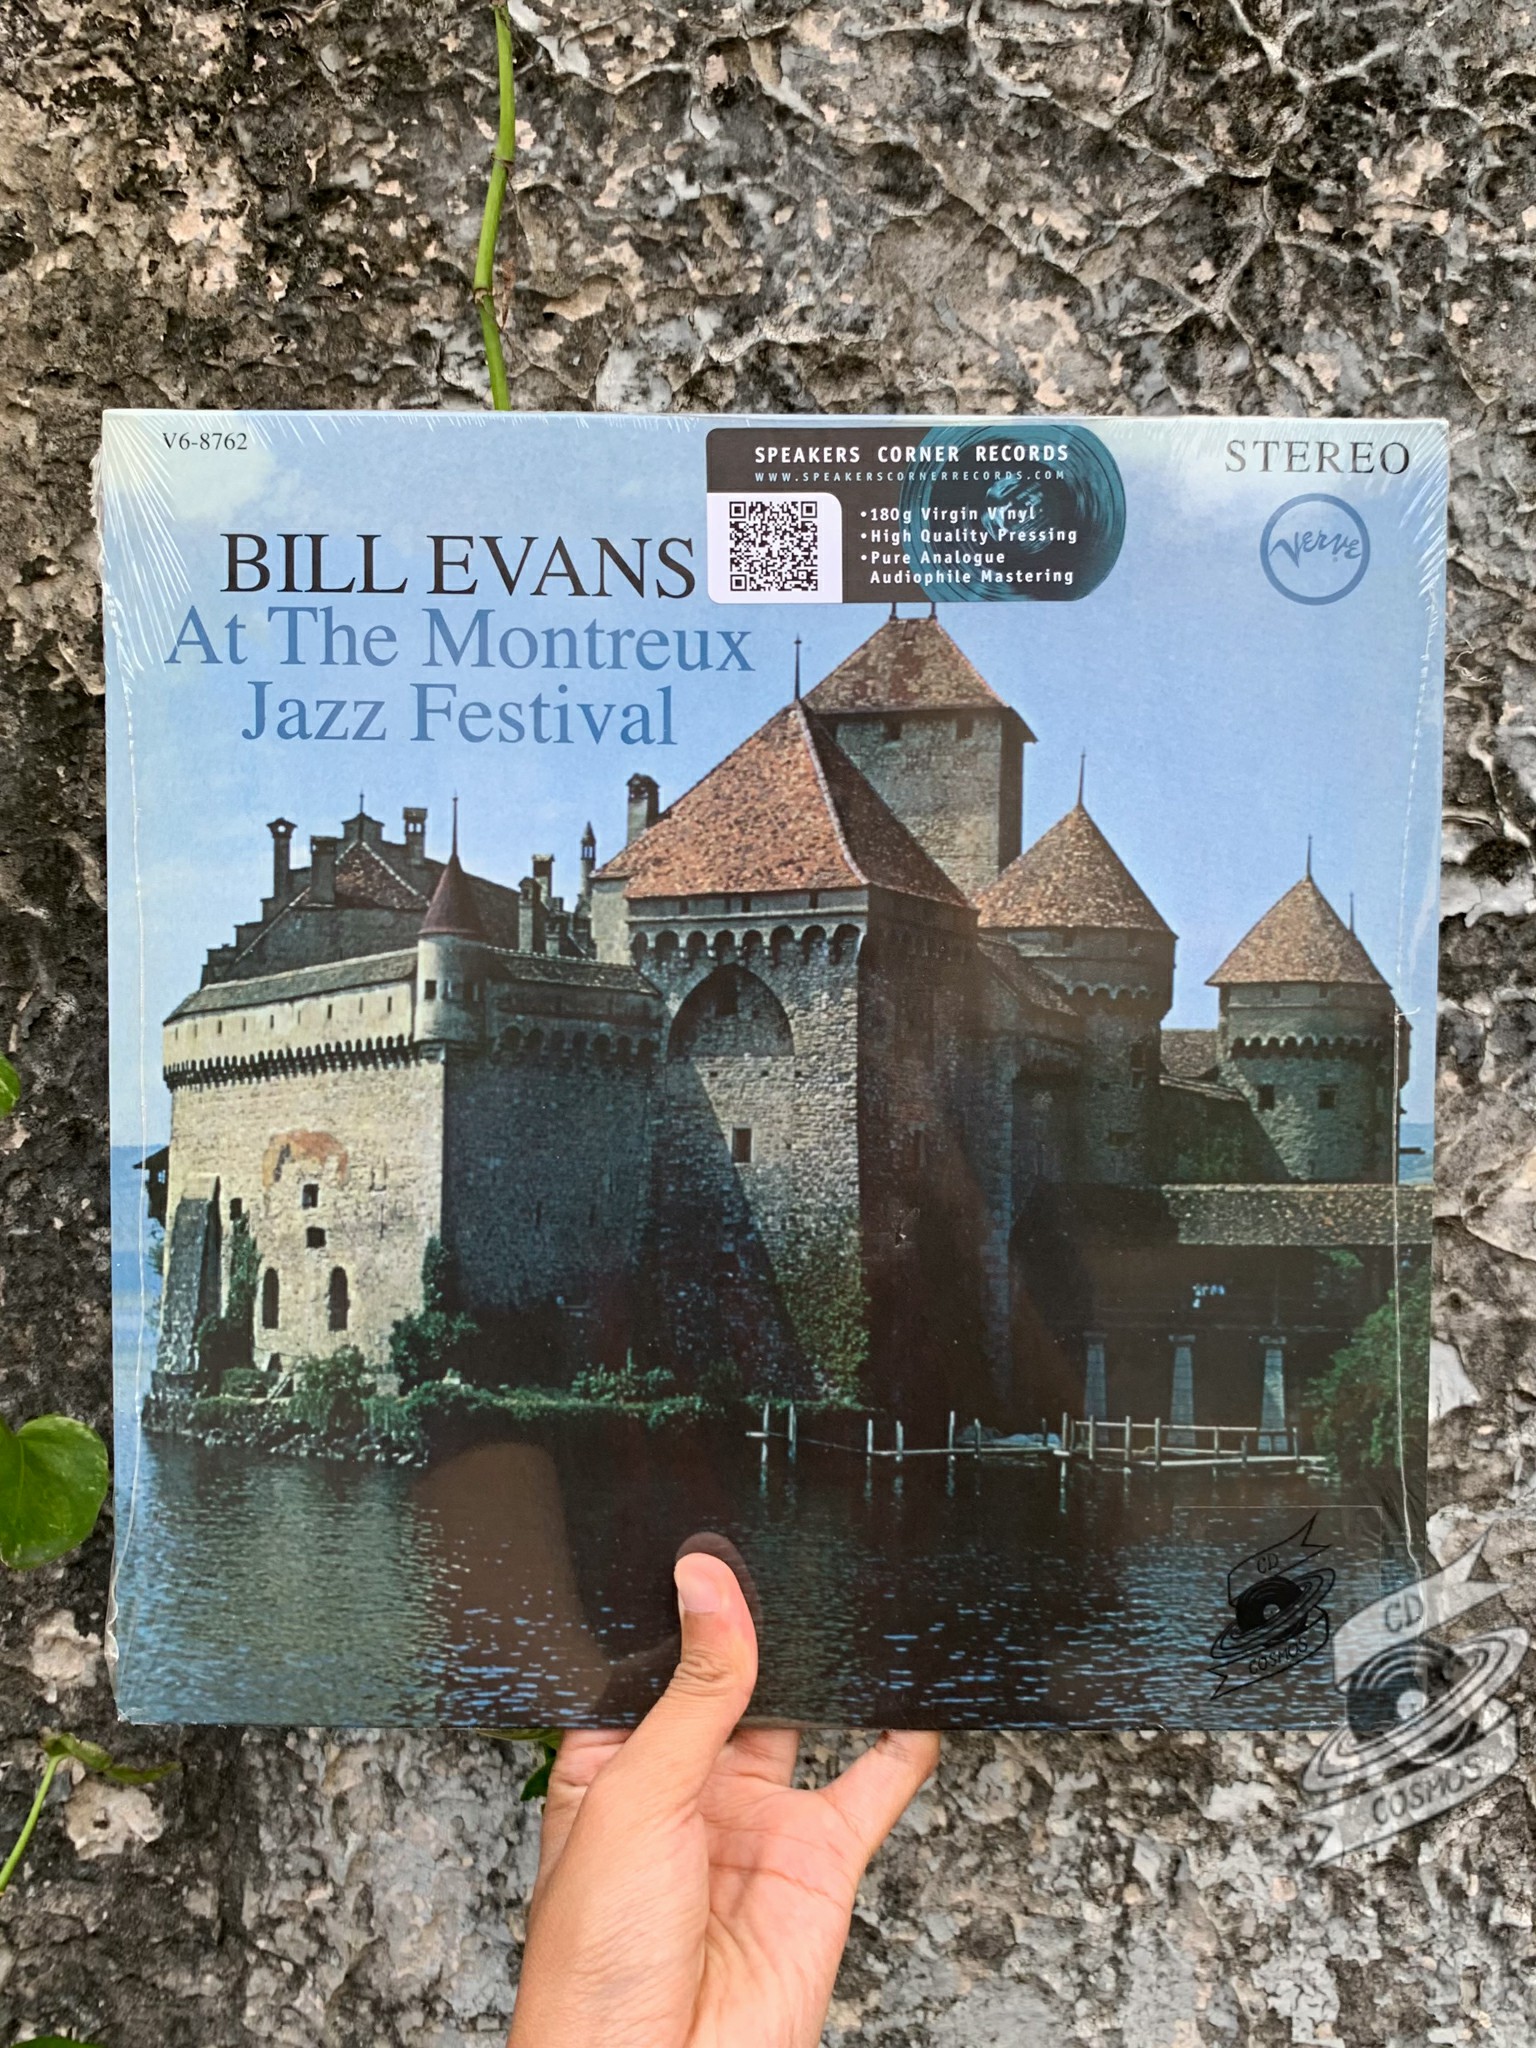 V6-8762
SPEAKERS CORNER RECORDS
WWW.SPEAKERSCORNERRECORDS.COM
•180g Virgin Vinyl
•High Quality Pressing
•Pure Analogue
Audiophile Mastering
STEREO
VERVE
BILL EVANS
At The Montreux
Jazz Festival
CD
COSMOS
CD
COSMOS